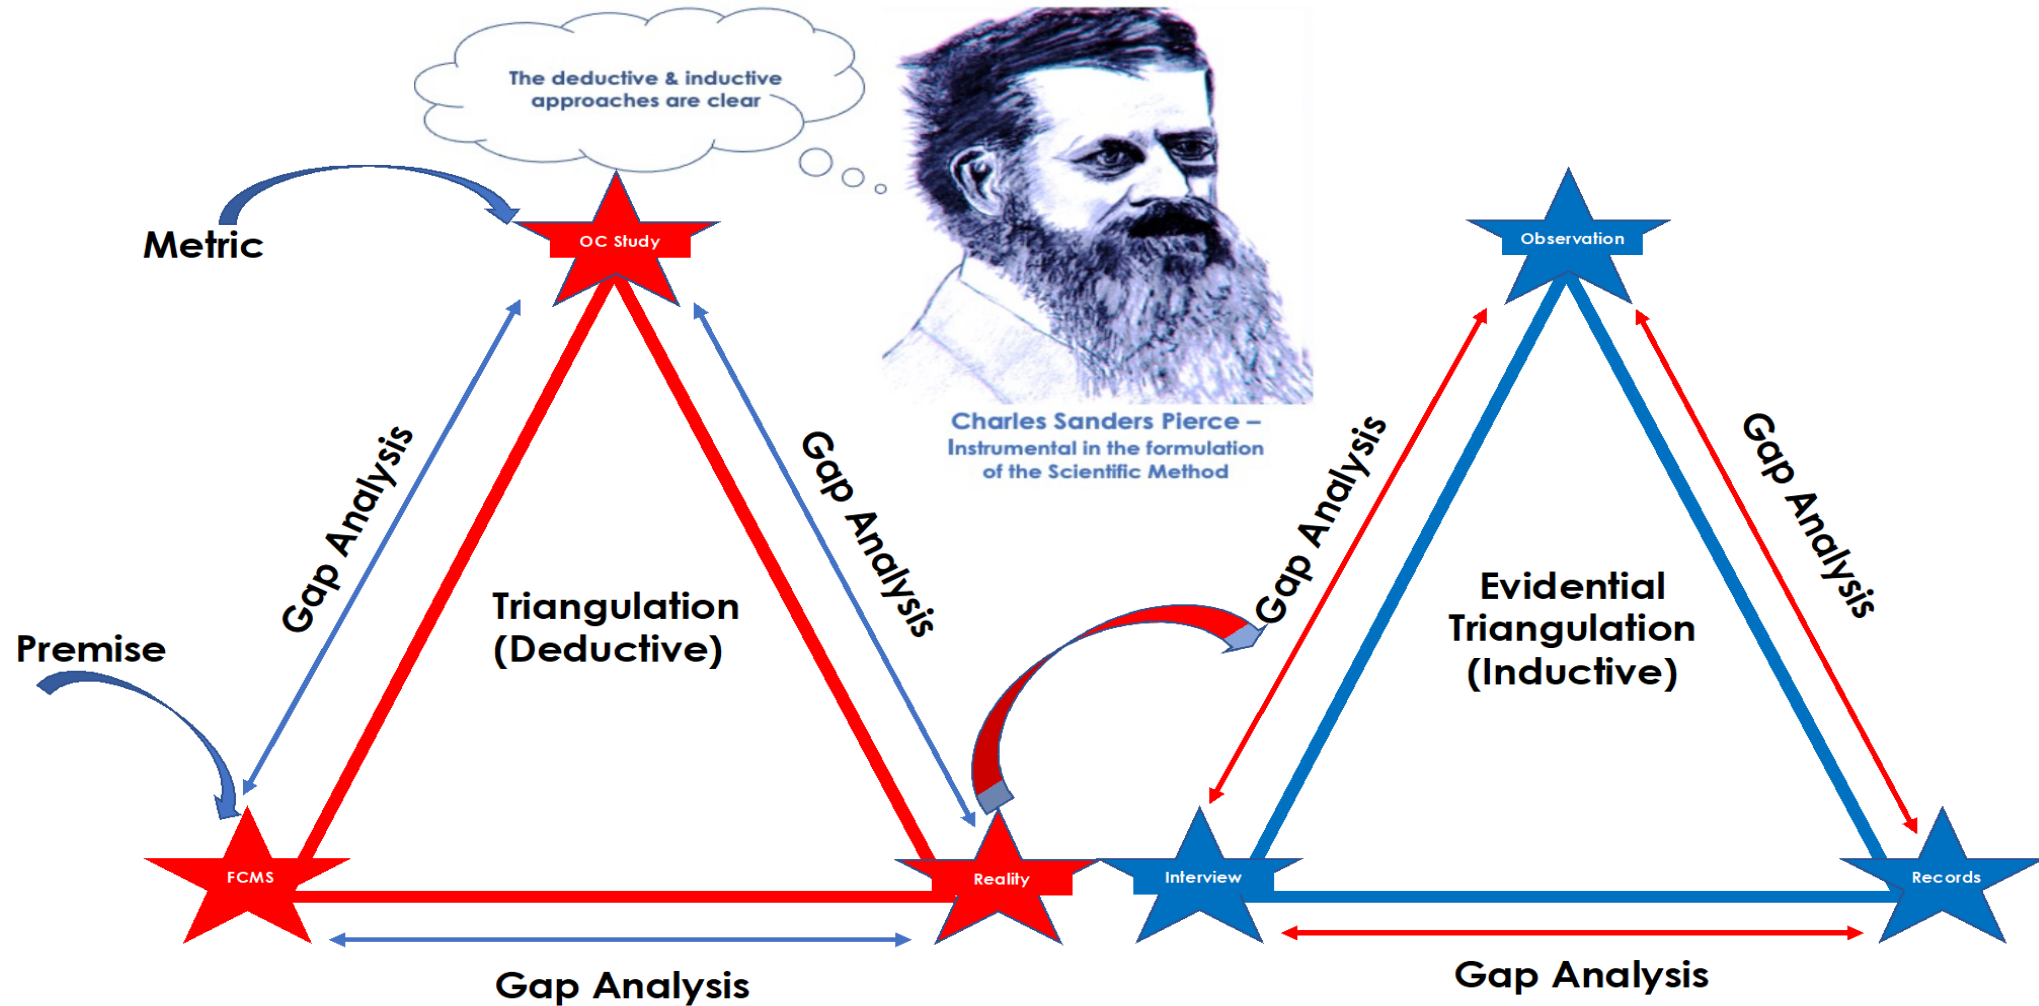 The deductive & inductive
approaches are clear
Metric
OC Study
Observation
Charles Sanders Pierce –
Instrumental in the formulation
of the Scientific Method
Gap Analysis
Gap Analysis
Gap Analysis
Gap Analysis
Premise
Triangulation
(Deductive)
Evidential
Triangulation
(Inductive)
FCMS
Reality
Interview
Records
Gap Analysis
Gap Analysis